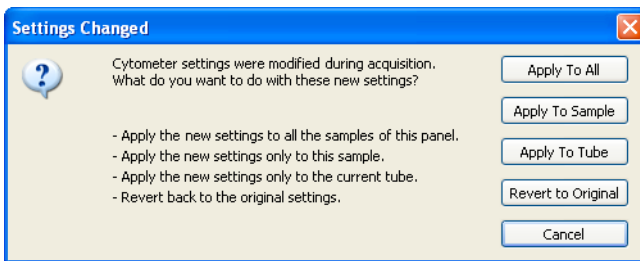 Settings Changed
Cytometer settings were modified during acquisition.
What do you want to do with these new settings?
- Apply the new settings to all the samples of this panel.
- Apply the new settings only to this sample.
- Apply the new settings only to the current tube.
- Revert back to the original settings.
Apply To All
Apply To Sample
Apply To Tube
Revert to Original
Cancel